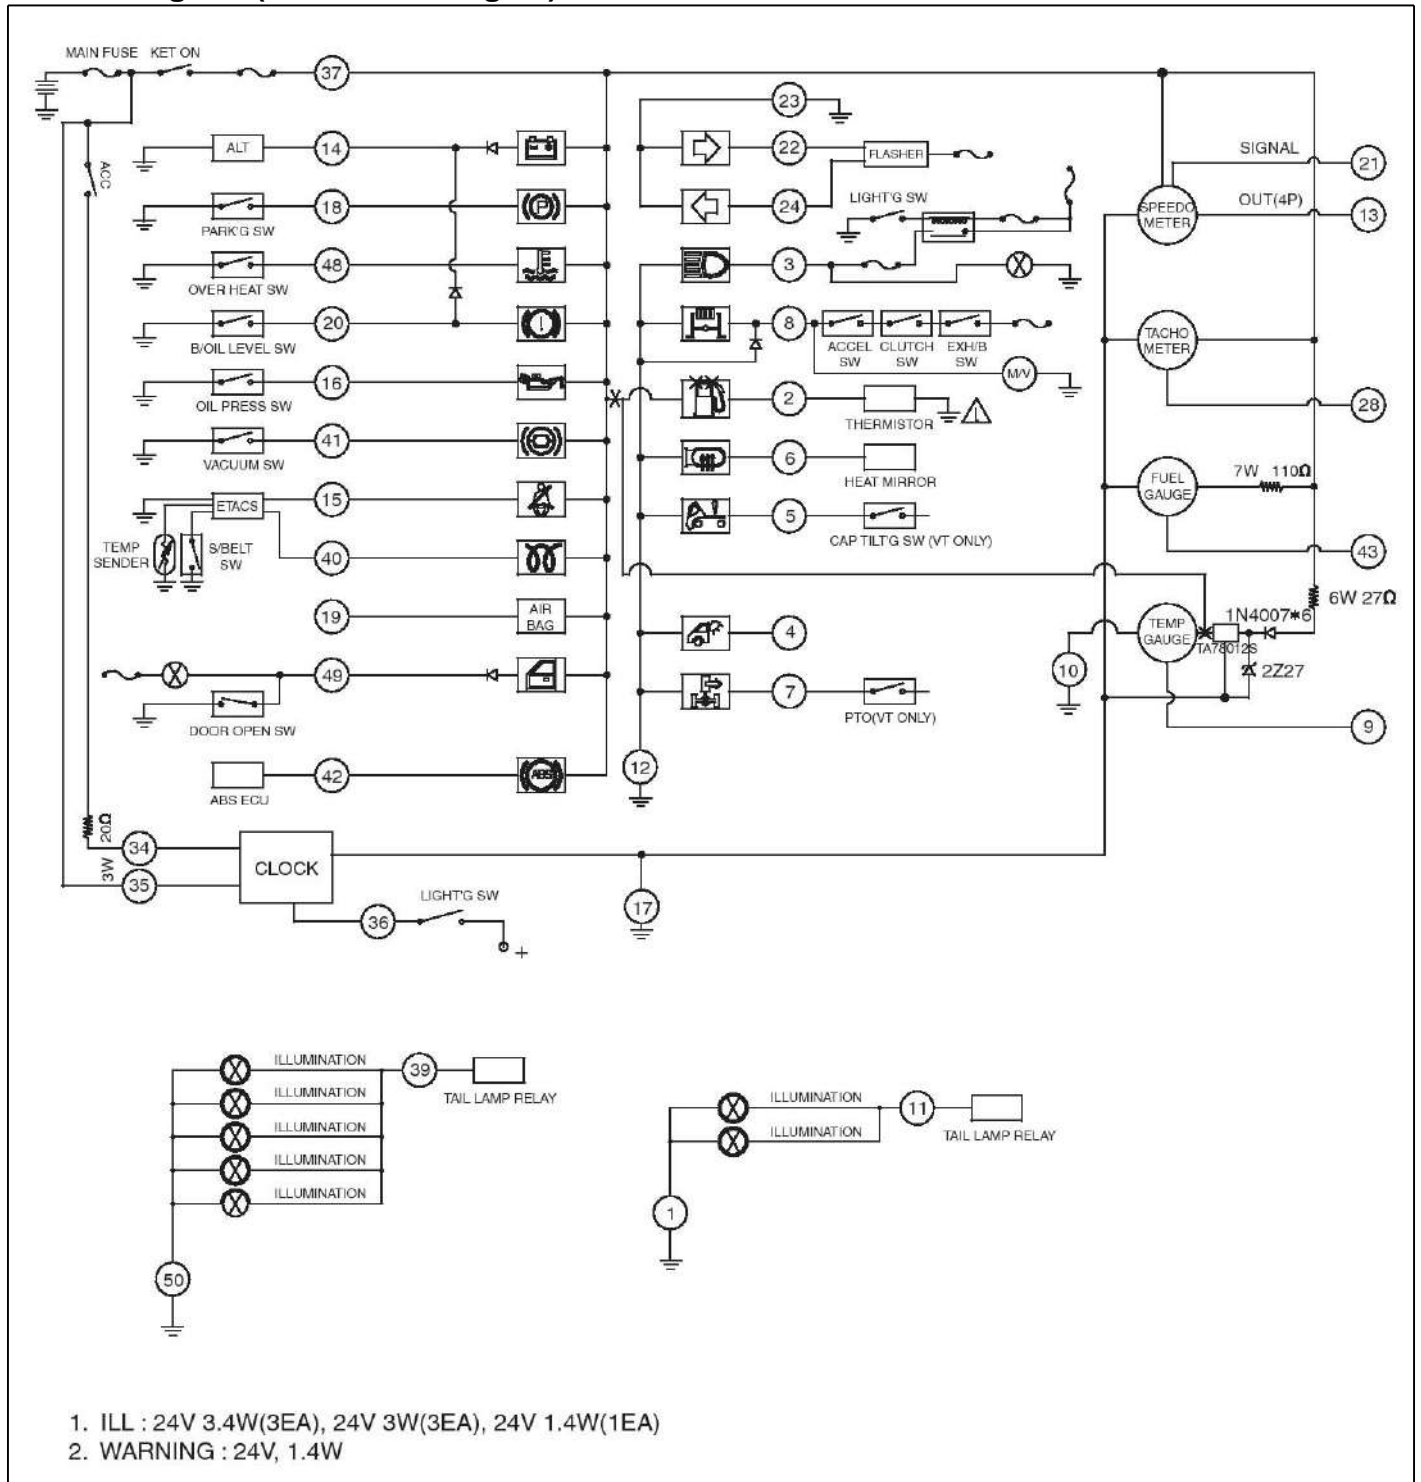 MAIN FUSE KET ON
37
23
ALT
14
22
FLASHER
SIGNAL
21
ACC
PARK'G SW
18
24
LIGHT'G SW
SPEEDO
METER
OUT(4P)
13
OVER HEAT SW
48
3
B/OIL LEVEL SW
20
8
ACCEL
SW
CLUTCH
SW
EXH/B
SW
M/V
TACHO
METER
OIL PRESS SW
16
2
THERMISTOR
28
VACUUM SW
41
6
HEAT MIRROR
FUEL
GAUGE
7W 110Ω
ETACS
15
5
CAP TILT'G SW (VT ONLY)
TEMP
SENDER
S/BELT
SW
40
43
6W 27Ω
19
AIR
BAG
4
TEMP
GAUGE
1N4007*6
TA78012S
2Z27
10
49
DOOR OPEN SW
7
PTO(VT ONLY)
9
ABS ECU
42
ABS
12
20Ω
3W
34
35
CLOCK
17
36
LIGHT'G SW
+
ILLUMINATION
ILLUMINATION
ILLUMINATION
ILLUMINATION
ILLUMINATION
39
TAIL LAMP RELAY
50
ILLUMINATION
ILLUMINATION
11
TAIL LAMP RELAY
1
1. ILL : 24V 3.4W(3EA), 24V 3W(3EA), 24V 1.4W(1EA)
2. WARNING : 24V, 1.4W